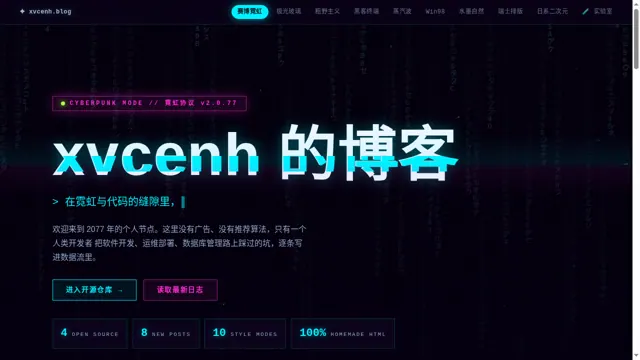 ✦ xvcenh.blog
赛博霓虹 极光玻璃 粗野主义 黑客终端 蒸汽波 Win98 水墨自然 瑞士排版 日系二次元 🧪 实验室
CYBERPUNK MODE // 霓虹协议 v2.0.77
xvcenh 的博客
> 在霓虹与代码的缝隙里，
欢迎来到 2077 年的个人节点。这里没有广告、没有推荐算法，只有一个
人类开发者 把软件开发、运维部署、数据库管理路上踩过的坑，逐条写
进数据流里。
进入开源仓库 → 读取最新日志
4 OPEN SOURCE 8 NEW POSTS 10 STYLE MODES 100% HOMEMADE HTML